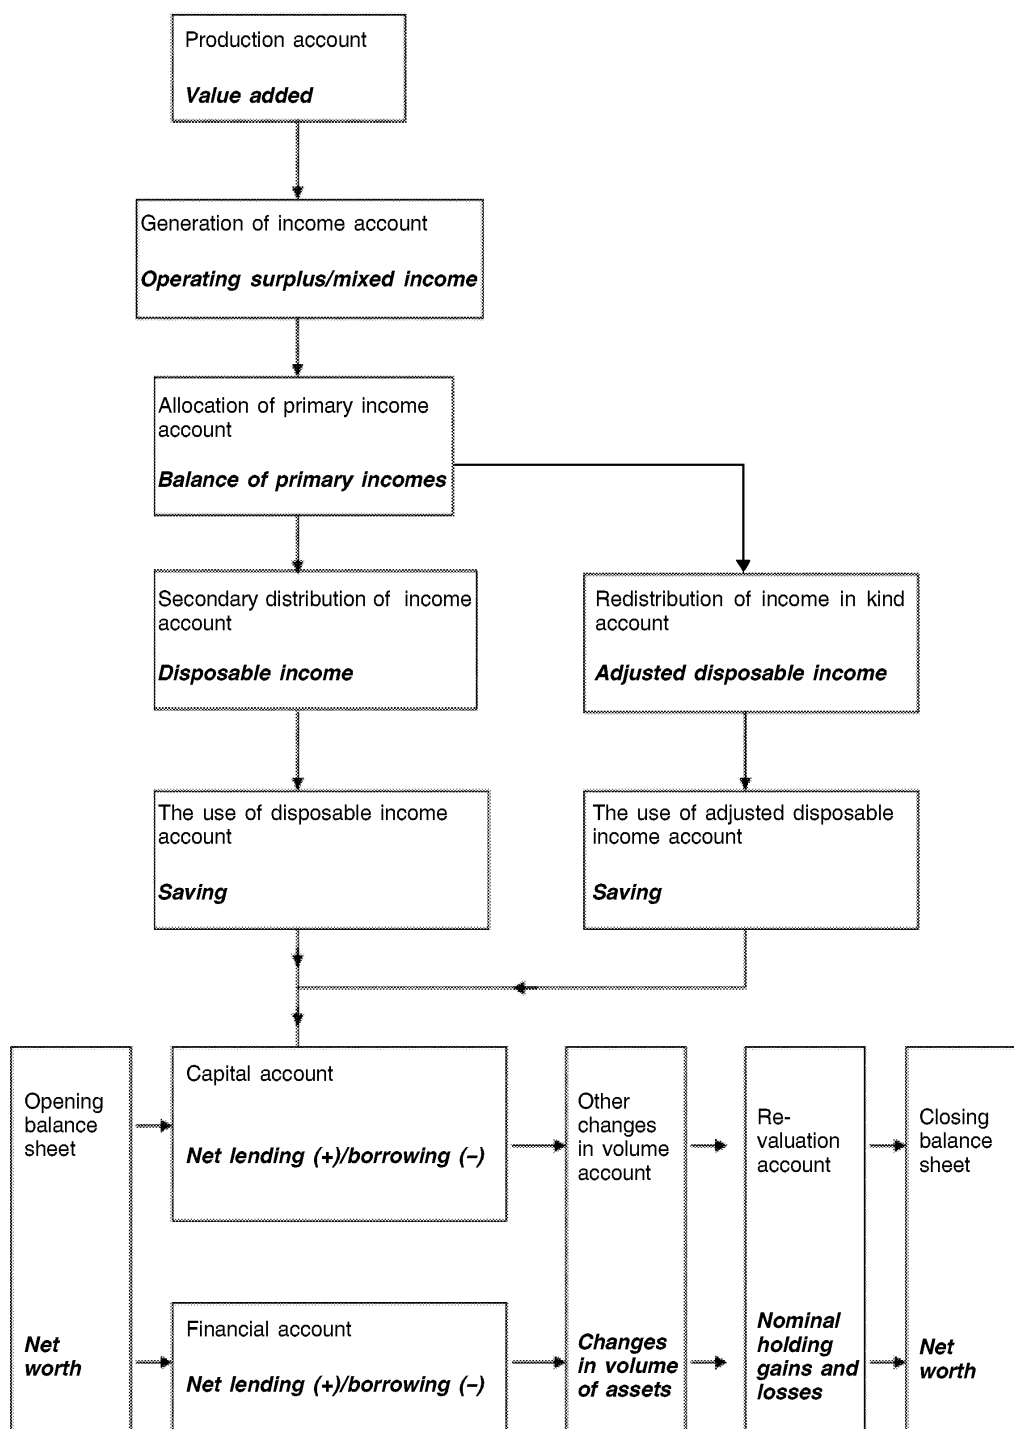 Production account
Value added
Generation of income account
Operating surplus/mixed income
Allocation of primary income
account
Balance of primary incomes
Secondary distribution of income
account
Disposable income
Redistribution of income in kind
account
Adjusted disposable income
The use of disposable income
account
Saving
The use of adjusted disposable
income account
Saving
Opening
balance
sheet
Net
worth
Capital account
Net lending (+)/borrowing (–)
Financial account
Net lending (+)/borrowing (–)
Other
changes
in volume
account
Changes
in volume
of assets
Re-
valuation
account
Nominal
holding
gains and
losses
Closing
balance
sheet
Net
worth